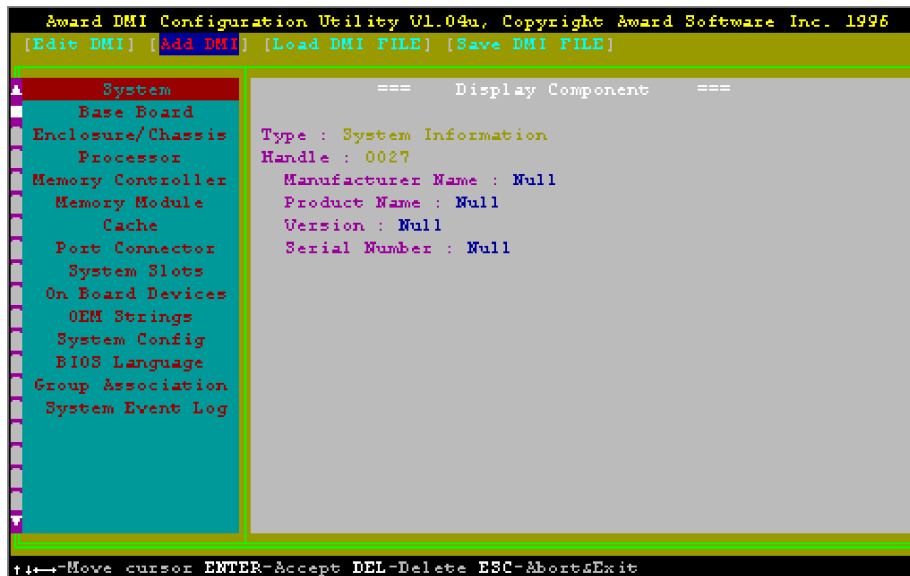 Award DMI Configuration Utility V1.04u, Copyright Award Software Inc. 1996
[Edit DMI] [Add DMI] [Load DMI FILE] [Save DMI FILE]
=== Display Component ===
System
Base Board
Enclosure/Chassis
Processor
Memory Controller
Memory Module
Cache
Port Connector
System Slots
On Board Devices
OEM Strings
System Config
BIOS Language
Group Association
System Event Log
Type : System Information
Handle : 0027
Manufacturer Name : Null
Product Name : Null
Version : Null
Serial Number : Null
↑↓←→-Move cursor ENTER-Accept DEL-Delete ESC-Abort&Exit